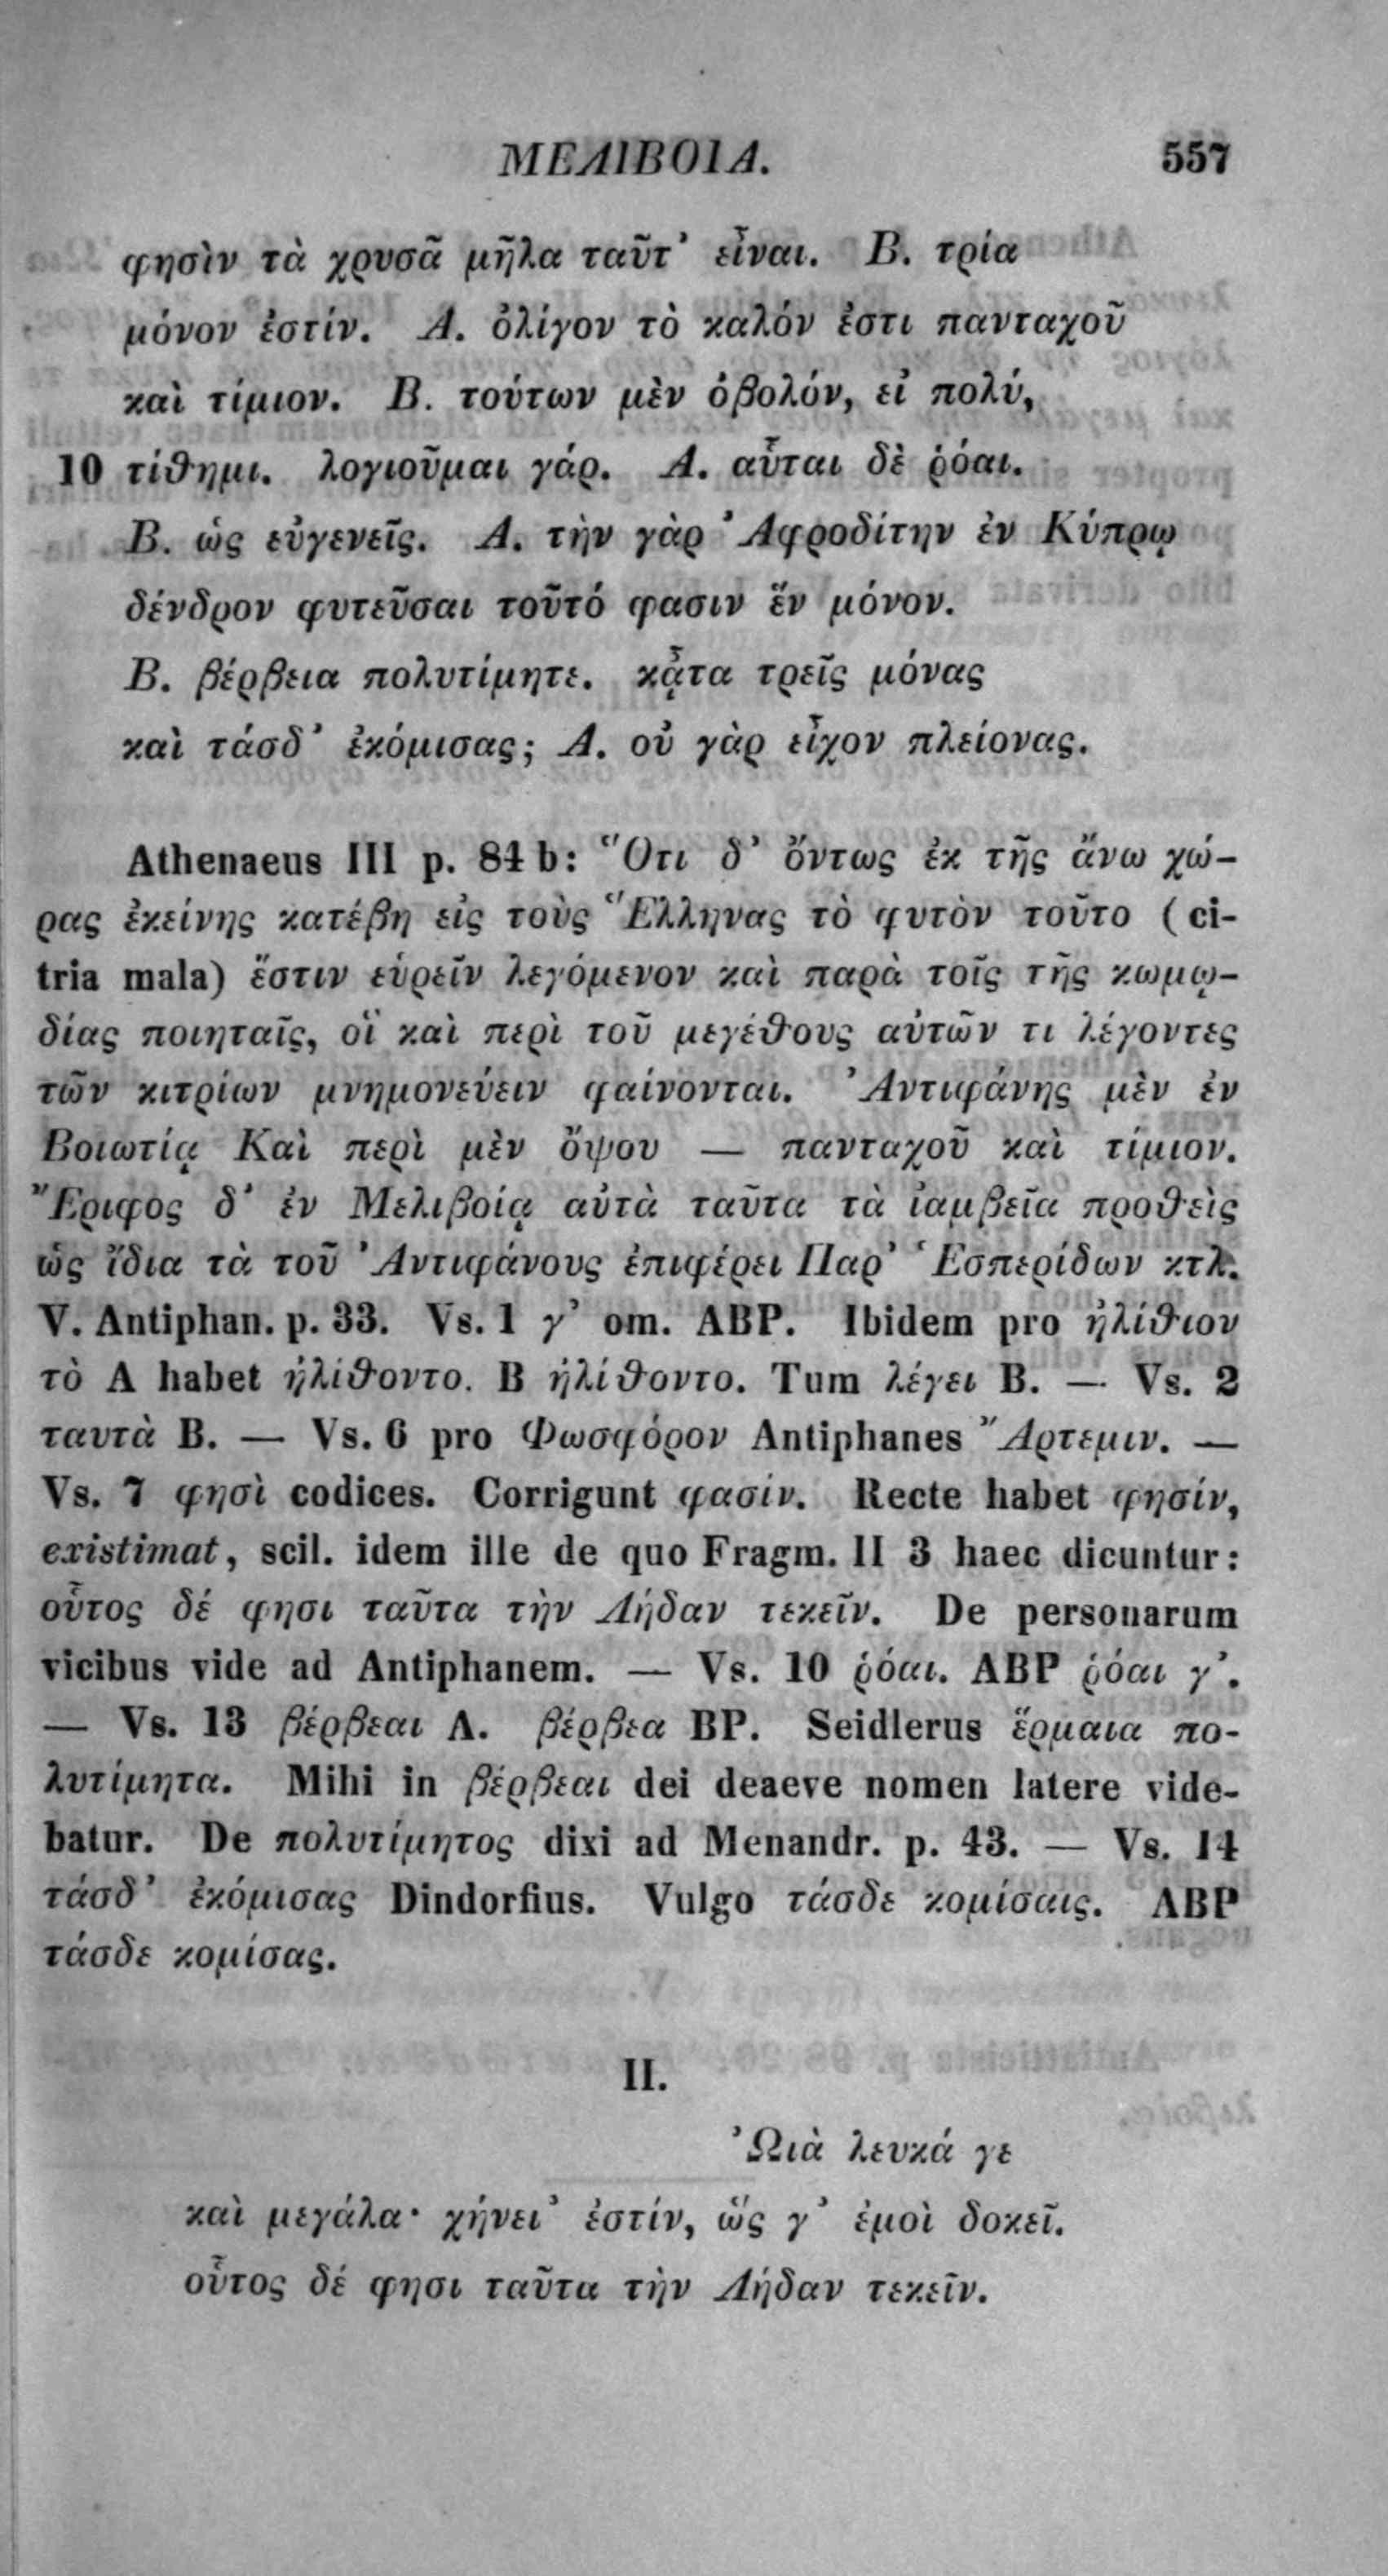 ΜΕΛΙΒΟΙΑ. 557
φησὶν τὰ χρυσᾶ μῆλα ταῦτ' εἶναι. Β. τρία
μόνον ἐστίν. Α. ὀλίγον τὸ καλόν ἐστι πανταχοῦ
καὶ τίμιον. Β. τούτων μὲν ὀβολόν, εἰ πολύ,
10 τίθημι. λογιοῦμαι γάρ. Α. αὗται δὲ ῥόαι.
Β. ὡς εὐγενεῖς. Α. τὴν γὰρ Ἀφροδίτην ἐν Κύπρῳ
δένδρον φυτεῦσαι τοῦτό φασιν ἓν μόνον.
Β. βέρβεια πολυτίμητε. κᾆτα τρεῖς μόνας
καὶ τάσδ' ἐκόμισας; Α. οὐ γὰρ εἶχον πλείονας.
Athenaeus III p. 84 b: Ὅτι δ' ὄντως ἐκ τῆς ἄνω χώ-
ρας ἐκείνης κατέβη εἰς τοὺς Ἕλληνας τὸ φυτὸν τοῦτο (ci-
tria mala) ἔστιν εὑρεῖν λεγόμενον καὶ παρὰ τοῖς τῆς κωμῳ-
δίας ποιηταῖς, οἳ καὶ περὶ τοῦ μεγέθους αὐτῶν τι λέγοντες
τῶν κιτρίων μνημονεύειν φαίνονται. Ἀντιφάνης μὲν ἐν
Βοιωτίᾳ Καὶ περὶ μὲν ὄψου — πανταχοῦ καὶ τίμιον.
Ἔριφος δ' ἐν Μελιβοίᾳ αὐτὰ ταῦτα τὰ ἰαμβεῖα προθεὶς
ὡς ἴδια τὰ τοῦ Ἀντιφάνους ἐπιφέρει Παρ' Ἑσπερίδων κτλ.
V. Antiphan. p. 33. Vs. 1 γ' om. ABP. Ibidem pro ἠλίθιον
τὸ A habet ἠλίθοντο. B ἡλίθοντο. Tum λέγει B. — Vs. 2
ταυτὰ B. — Vs. 6 pro Φωσφόρον Antiphanes Ἄρτεμιν. —
Vs. 7 φησὶ codices. Corrigunt φασίν. Recte habet φησίν,
existimat, scil. idem ille de quo Fragm. II 3 haec dicuntur:
οὗτος δέ φησι ταῦτα τὴν Λήδαν τεκεῖν. De personarum
vicibus vide ad Antiphanem. — Vs. 10 ῥόαι. ABP ῥόαι γ'.
— Vs. 13 βέρβεαι A. βέρβεα BP. Seidlerus ἕρμαια πο-
λυτίμητα. Mihi in βέρβεαι dei deaeve nomen latere vide-
batur. De πολυτίμητος dixi ad Menandr. p. 43. — Vs. 14
τάσδ' ἐκόμισας Dindorfius. Vulgo τάσδε κομίσαις. ABP
τάσδε κομίσας.
II.
Ὠιὰ λευκά γε
καὶ μεγάλα· χήνει' ἐστίν, ὥς γ' ἐμοὶ δοκεῖ.
οὗτος δέ φησι ταῦτα τὴν Λήδαν τεκεῖν.